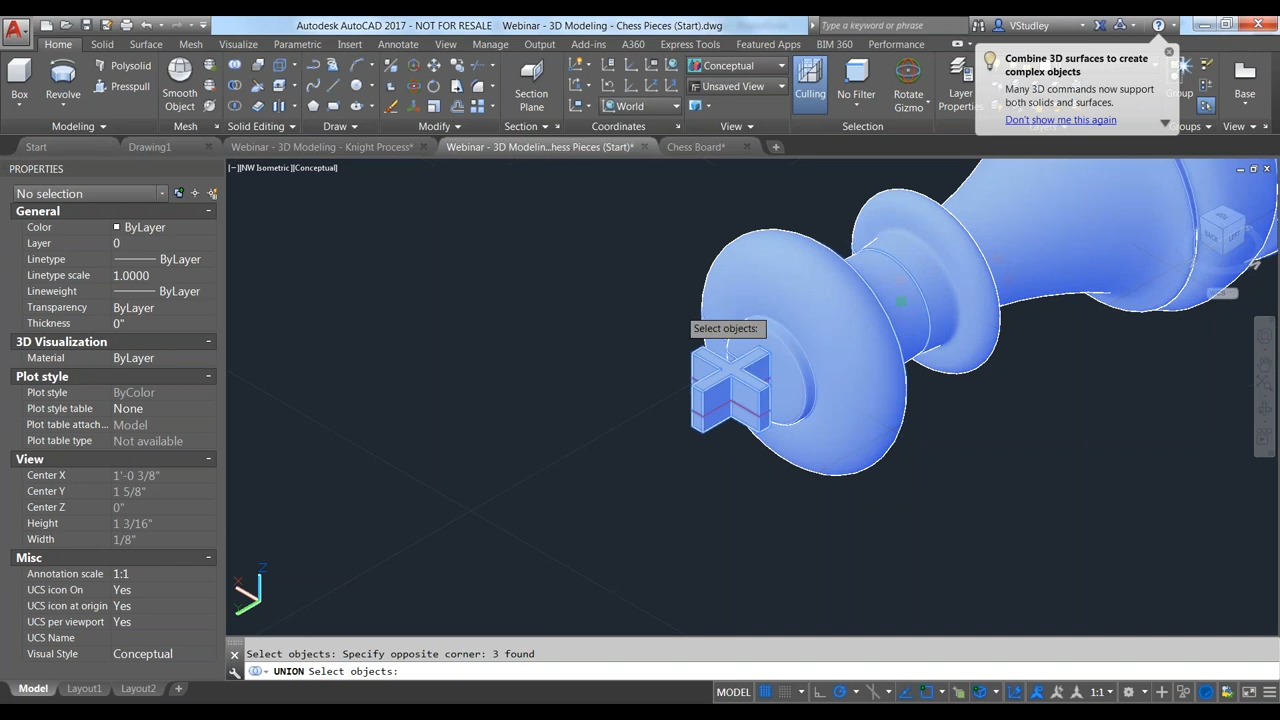 Autodesk AutoCAD 2017 - NOT FOR RESALE Webinar - 3D Modeling - Chess Pieces (Start).dwg
Type a keyword or phrase
VStudley
Home Solid Surface Mesh Visualize Parametric Insert Annotate View Manage Output Add-ins A360 Express Tools Featured Apps BIM 360 Performance
Box
Revolve
Polysolid
Presspull
Smooth
Object
Section
Plane
World
Conceptual
Unsaved View
Culling
No Filter
Rotate
Gizmo
Layer
Properties
Group
Base
Modeling
Mesh
Solid Editing
Draw
Modify
Section
Coordinates
View
Selection
Layers
Groups
View
Combine 3D surfaces to create
complex objects
Many 3D commands now support
both solids and surfaces.
Don't show me this again
Start
Drawing1
Webinar - 3D Modeling - Knight Process*
Webinar - 3D Modelin...hess Pieces (Start)*
Chess Board*
PROPERTIES
No selection
General
Color ByLayer
Layer 0
Linetype ByLayer
Linetype scale 1.0000
Lineweight ByLayer
Transparency ByLayer
Thickness 0"
3D Visualization
Material ByLayer
Plot style
Plot style ByColor
Plot style table None
Plot table attach... Model
Plot table type Not available
View
Center X 1'-0 3/8"
Center Y 1 5/8"
Center Z 0"
Height 1 3/16"
Width 1/8"
Misc
Annotation scale 1:1
UCS icon On Yes
UCS icon at origin Yes
UCS per viewport Yes
UCS Name
Visual Style Conceptual
[−][NW Isometric][Conceptual]
BACK LEFT
Select objects:
X
Y
Z
Select objects: Specify opposite corner: 3 found
UNION Select objects:
Model Layout1 Layout2
MODEL
1:1